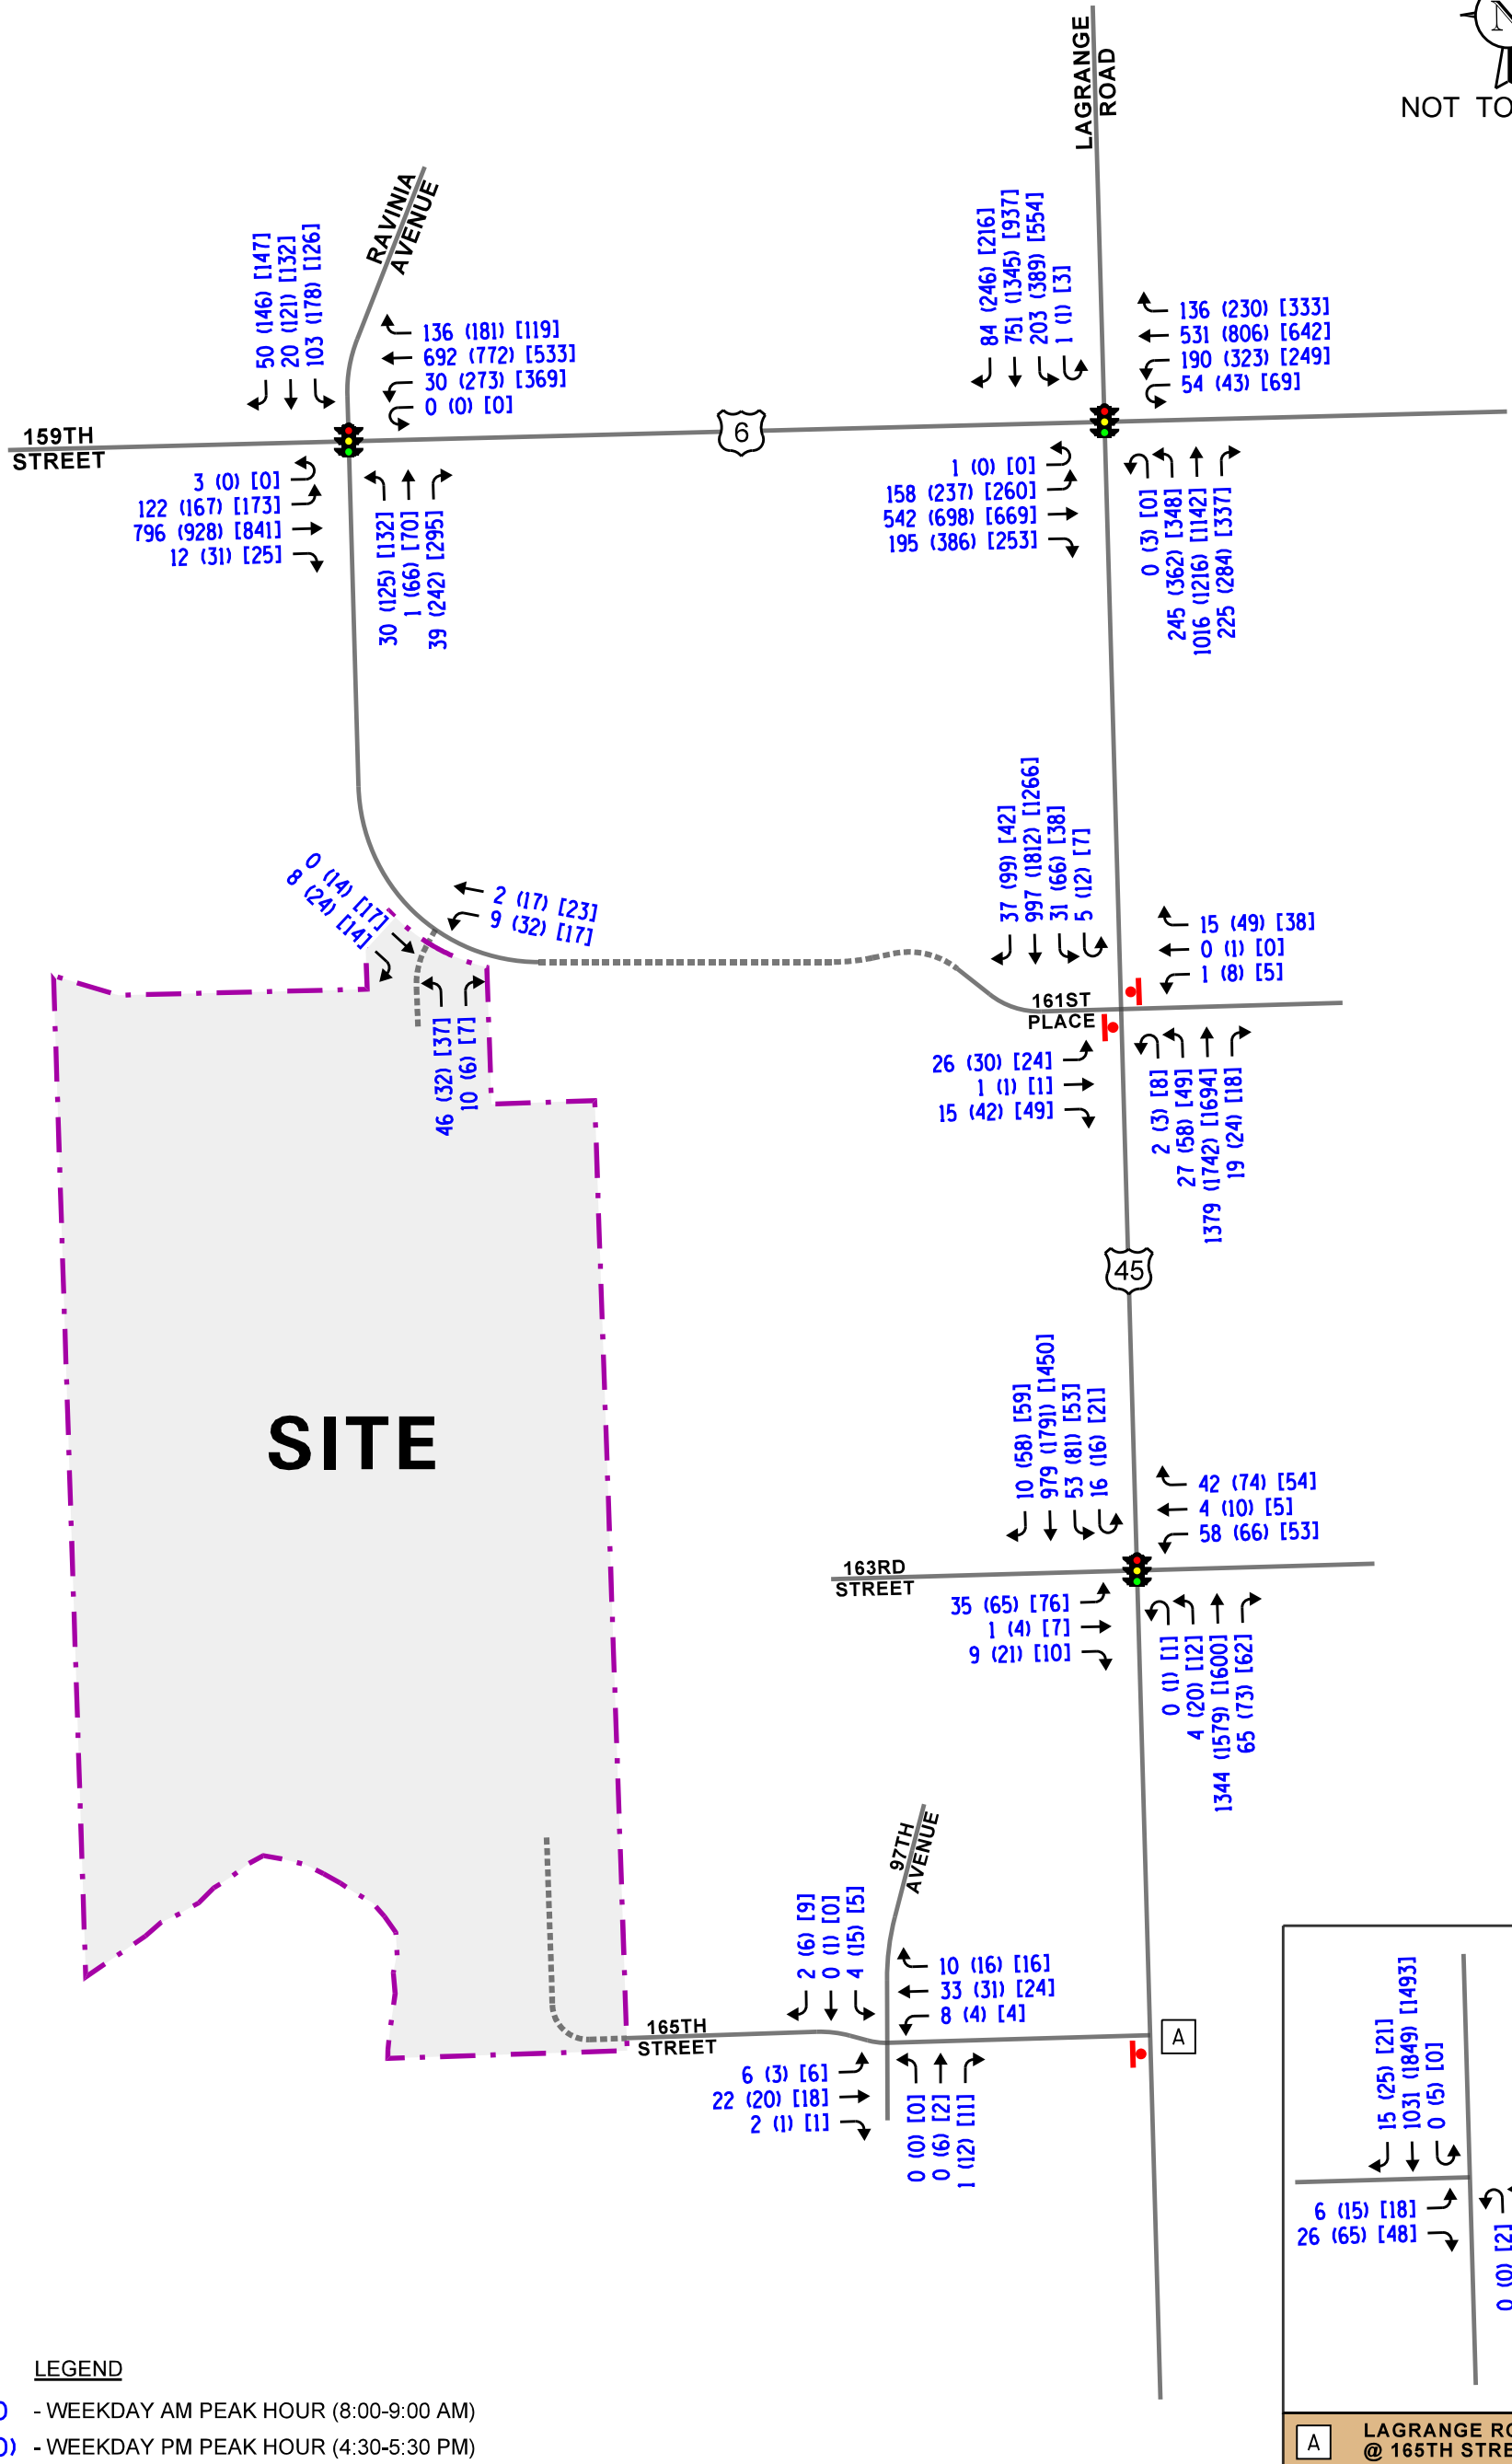 LAGRANGE
ROAD
N
NOT TO
RAVINIA
AVENUE
50 (146) [147]
20 (121) [132]
103 (178) [126]
136 (181) [119]
692 (772) [533]
30 (273) [369]
0 (0) [0]
84 (246) [216]
751 (1345) [937]
203 (389) [554]
1 (1) [3]
136 (230) [333]
531 (806) [642]
190 (323) [249]
54 (43) [69]
159TH
STREET
6
3 (0) [0]
122 (167) [173]
796 (928) [841]
12 (31) [25]
30 (125) [132]
1 (66) [70]
39 (242) [295]
1 (0) [0]
158 (237) [260]
542 (698) [669]
195 (386) [253]
0 (3) [0]
245 (362) [348]
1016 (1216) [1142]
225 (284) [337]
0 (14) [17]
8 (24) [14]
2 (17) [23]
9 (32) [17]
46 (32) [37]
10 (6) [7]
37 (99) [42]
997 (1812) [1266]
31 (66) [38]
5 (12) [7]
15 (49) [38]
0 (1) [0]
1 (8) [5]
161ST
PLACE
26 (30) [24]
1 (1) [1]
15 (42) [49]
2 (3) [8]
27 (58) [49]
1379 (1742) [1694]
19 (24) [18]
45
SITE
10 (58) [59]
979 (1791) [1450]
53 (81) [53]
16 (16) [21]
42 (74) [54]
4 (10) [5]
58 (66) [53]
163RD
STREET
35 (65) [76]
1 (4) [7]
9 (21) [10]
0 (1) [1]
4 (20) [12]
1344 (1579) [1600]
65 (73) [62]
97TH
AVENUE
2 (6) [9]
0 (1) [0]
4 (15) [5]
10 (16) [16]
33 (31) [24]
8 (4) [4]
165TH
STREET
A
6 (3) [6]
22 (20) [18]
2 (1) [1]
0 (0) [0]
0 (6) [2]
1 (12) [11]
15 (25) [21]
1031 (1849) [1493]
0 (5) [0]
6 (15) [18]
26 (65) [48]
0 (0) [2]
A
LAGRANGE RO
@ 165TH STRE
LEGEND
- WEEKDAY AM PEAK HOUR (8:00-9:00 AM)
- WEEKDAY PM PEAK HOUR (4:30-5:30 PM)